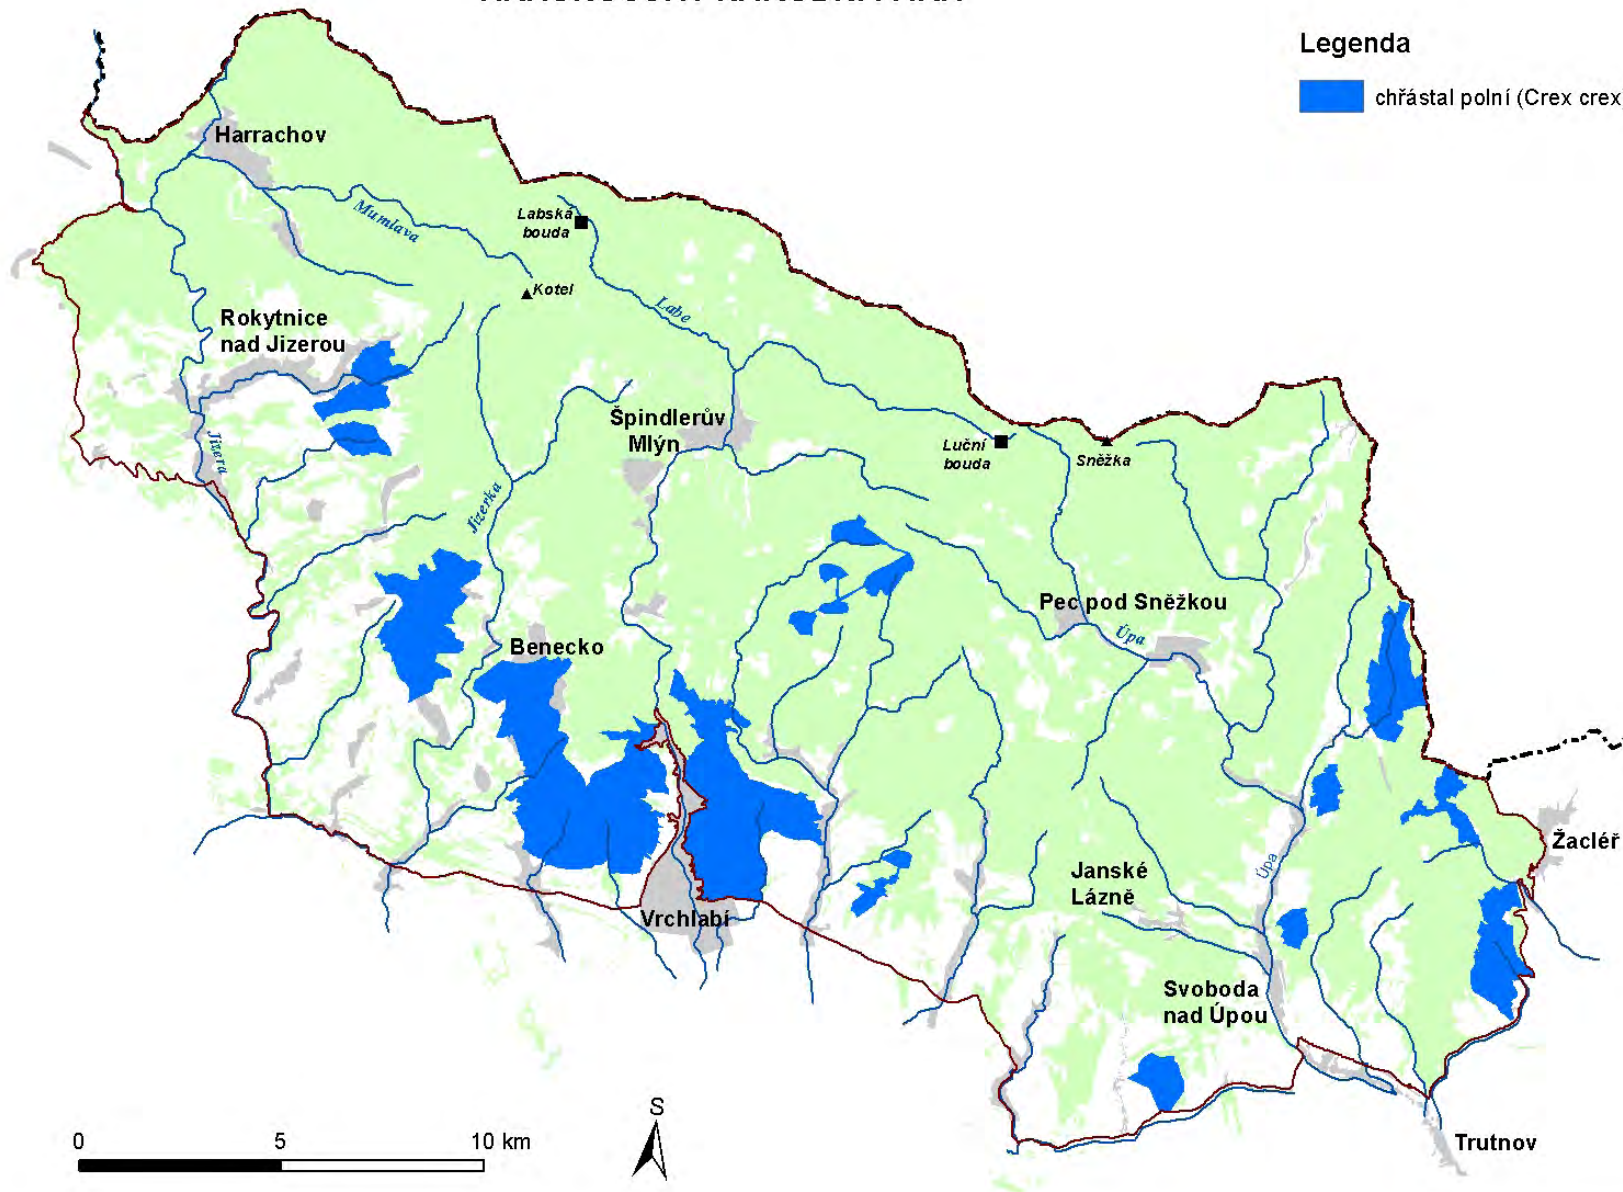 Legenda
chřástal polní (Crex crex
Harrachov
Mumlava
Labská
bouda
Kotel
Labe
Rokytnice
nad Jizerou
Jizera
Špindlerův
Mlýn
Luční
bouda
Sněžka
Jizerka
Pec pod Sněžkou
Úpa
Benecko
Žacléř
Úpa
Janské
Lázně
Vrchlabí
Svoboda
nad Úpou
Trutnov
S
0 5 10 km